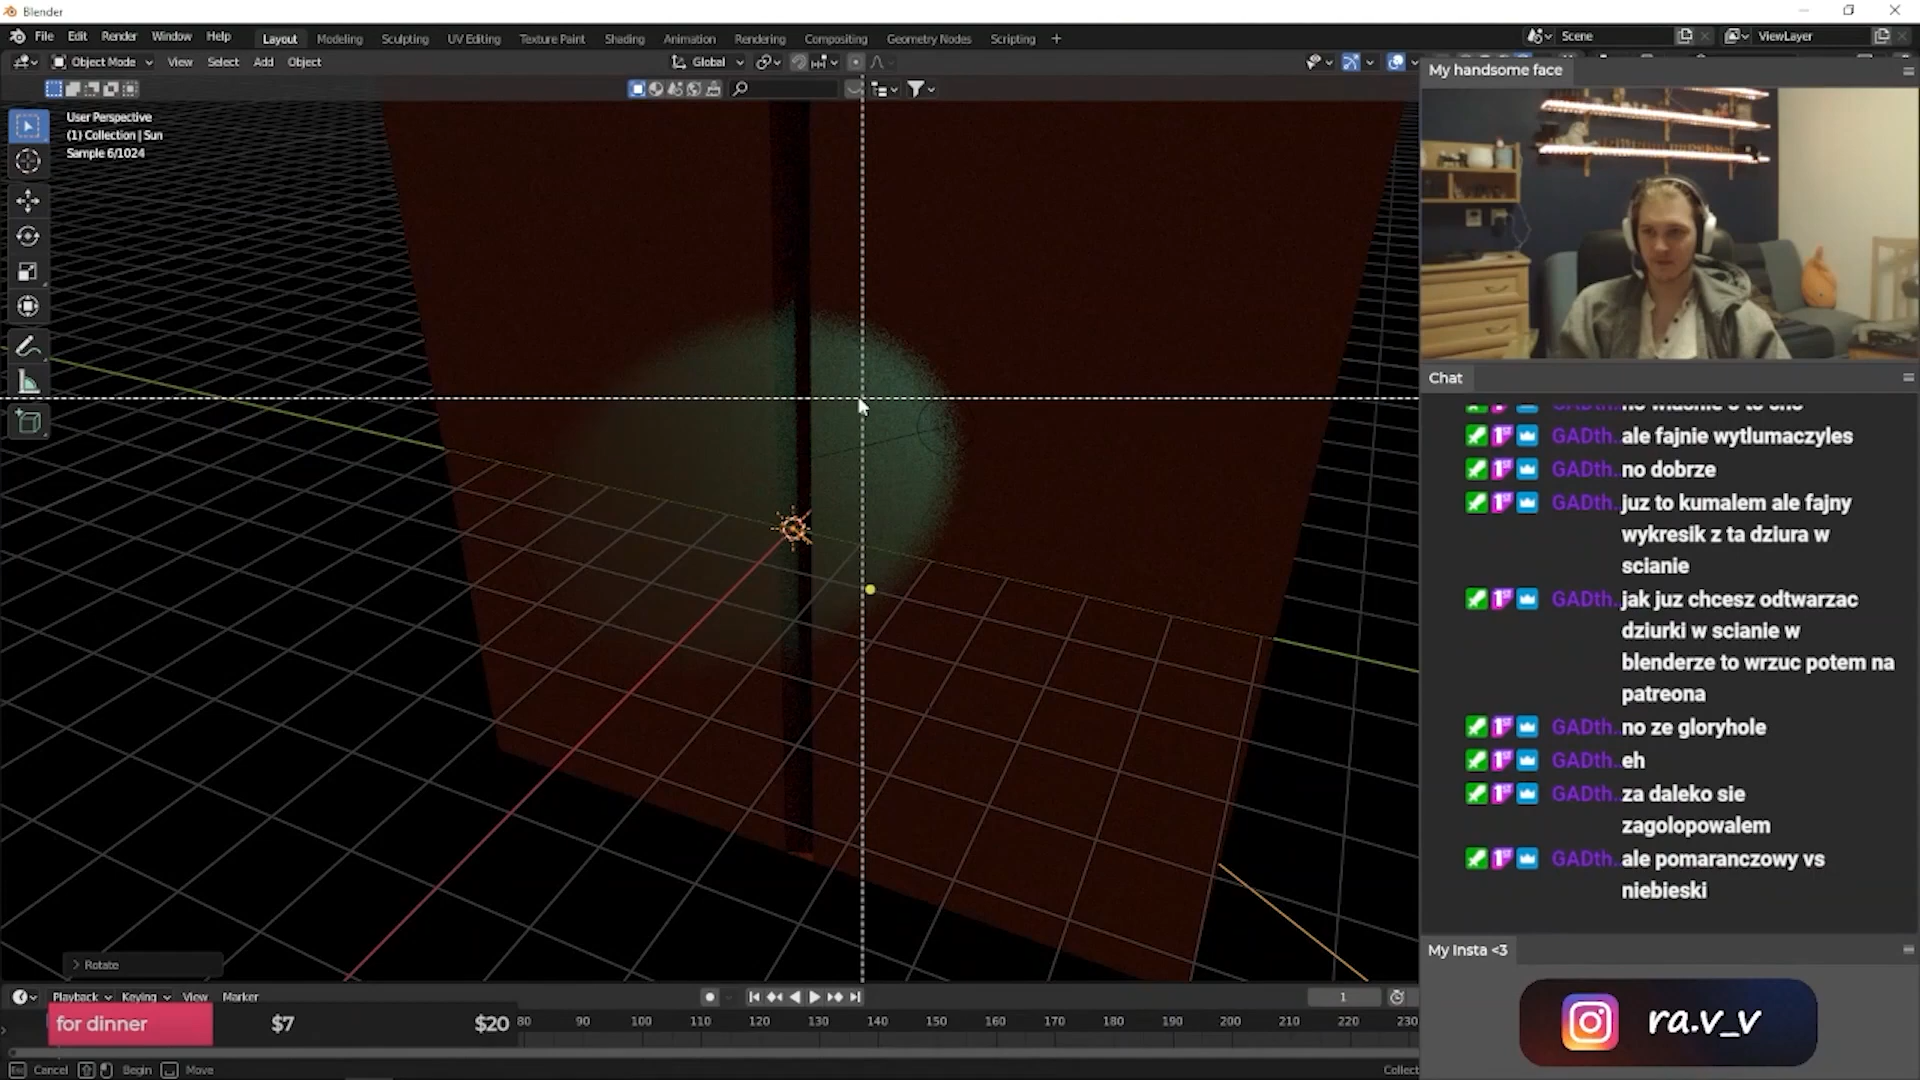 Blender
File Edit Render Window Help
Layout Modeling Sculpting UV Editing Texture Paint Shading Animation Rendering Compositing Geometry Nodes Scripting +
Scene
ViewLayer
Object Mode View Select Add Object
Global
User Perspective
(1) Collection | Sun
Sample 6/1024
My handsome face
Chat
GADth.. ale fajnie wytlumaczyles
GADth.. no dobrze
GADth.. juz to kumalem ale fajny
wykresik z ta dziura w
scianie
GADth.. jak juz chcesz odtwarzac
dziurki w scianie w
blenderze to wrzuc potem na
patreona
GADth.. no ze gloryhole
GADth.. eh
GADth.. za daleko sie
zagolopowalem
GADth.. ale pomaranczowy vs
niebieski
My Insta <3
ra.v_v
Rotate
Playback Keying View Marker
1
for dinner $7 $20
80 90 100 110 120 130 140 150 160 170 180 190 200 210 220 230
Cancel Begin Move
Collect